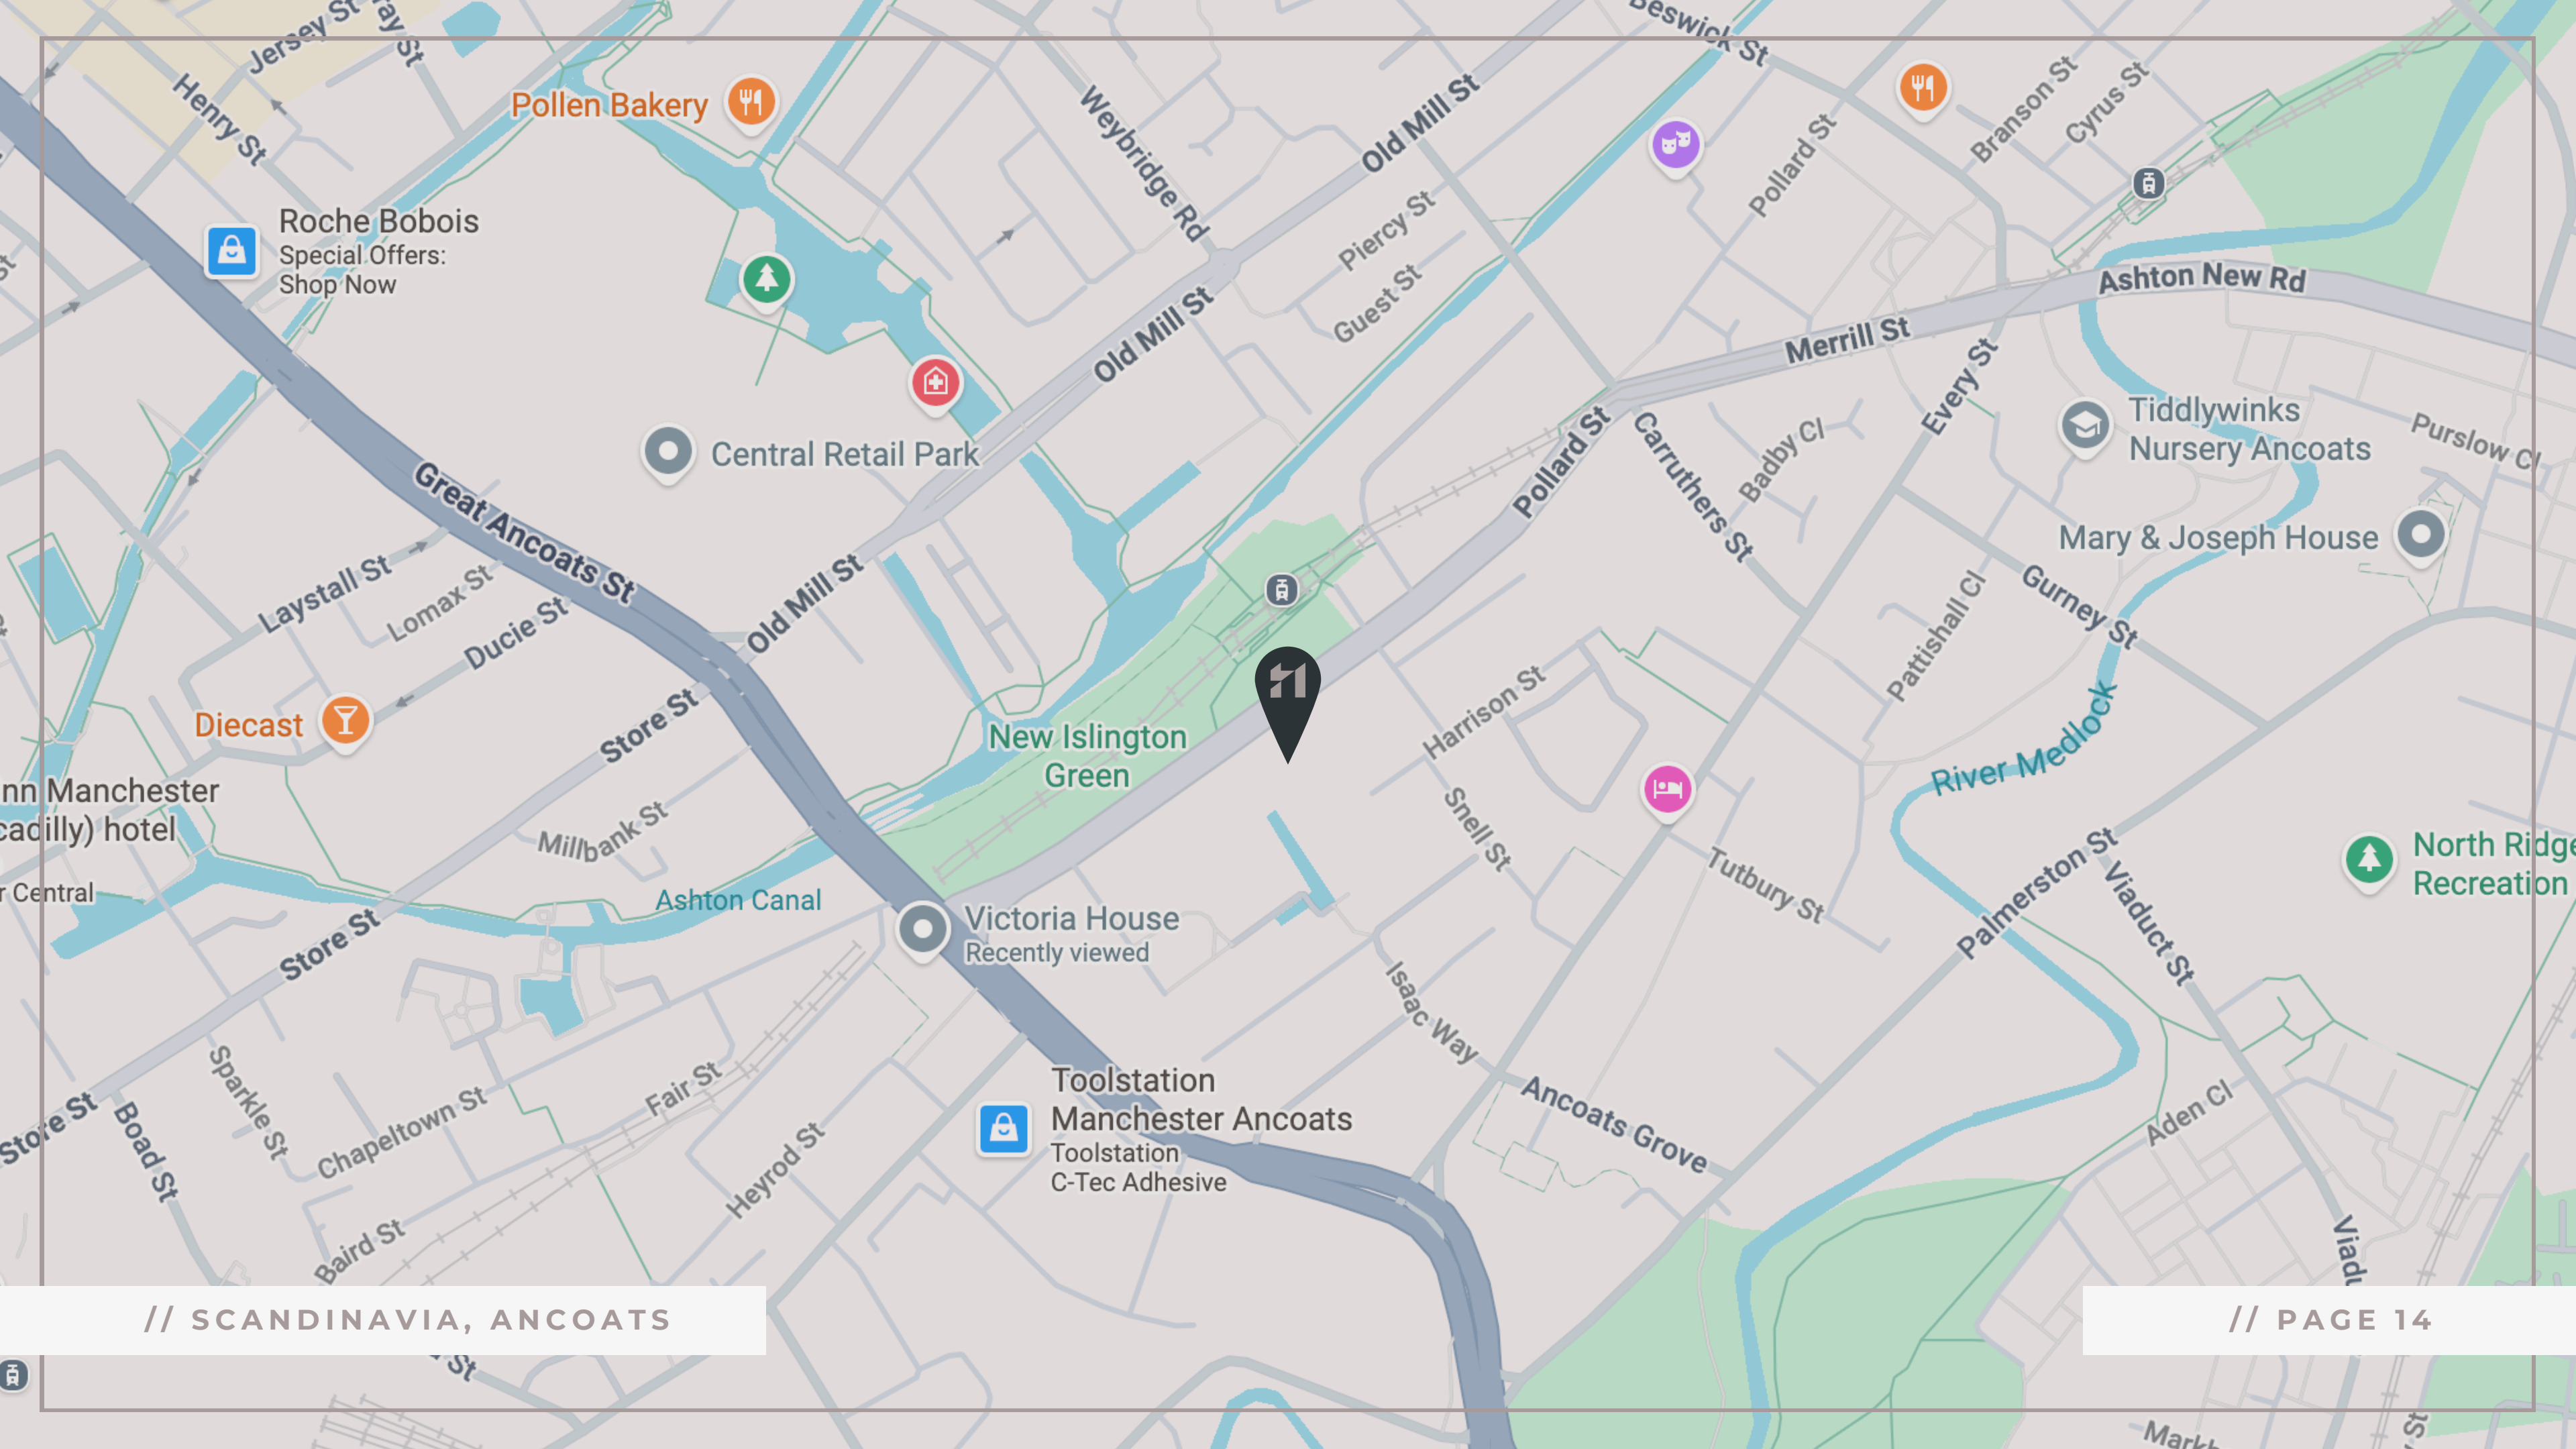 Jersey St
Henry St
Beswick St
Pollen Bakery
Weybridge Rd
Old Mill St
Pollard St
Branson St
Cyrus St
Roche Bobois
Special Offers:
Shop Now
Piercy St
Guest St
Old Mill St
Ashton New Rd
Merrill St
Every St
Central Retail Park
Tiddlywinks
Nursery Ancoats
Purslow Cl
Great Ancoats St
Pollard St
Carruthers St
Badby Cl
Mary & Joseph House
Laystall St
Lomax St
Ducie St
Old Mill St
Gurney St
Pattishall Cl
Diecast
Store St
New Islington
Green
Harrison St
River Medlock
nn Manchester
cadilly) hotel
r Central
Millbank St
Snell St
Tutbury St
Palmerston St
Viaduct St
North Ridge
Recreation
Ashton Canal
Victoria House
Recently viewed
Store St
Isaac Way
Toolstation
Manchester Ancoats
Toolstation
C-Tec Adhesive
Ancoats Grove
Aden Cl
Store St
Boad St
Sparkle St
Chapeltown St
Fair St
Heyrod St
Baird St
Viadu
// SCANDINAVIA, ANCOATS
// PAGE 14
St
St